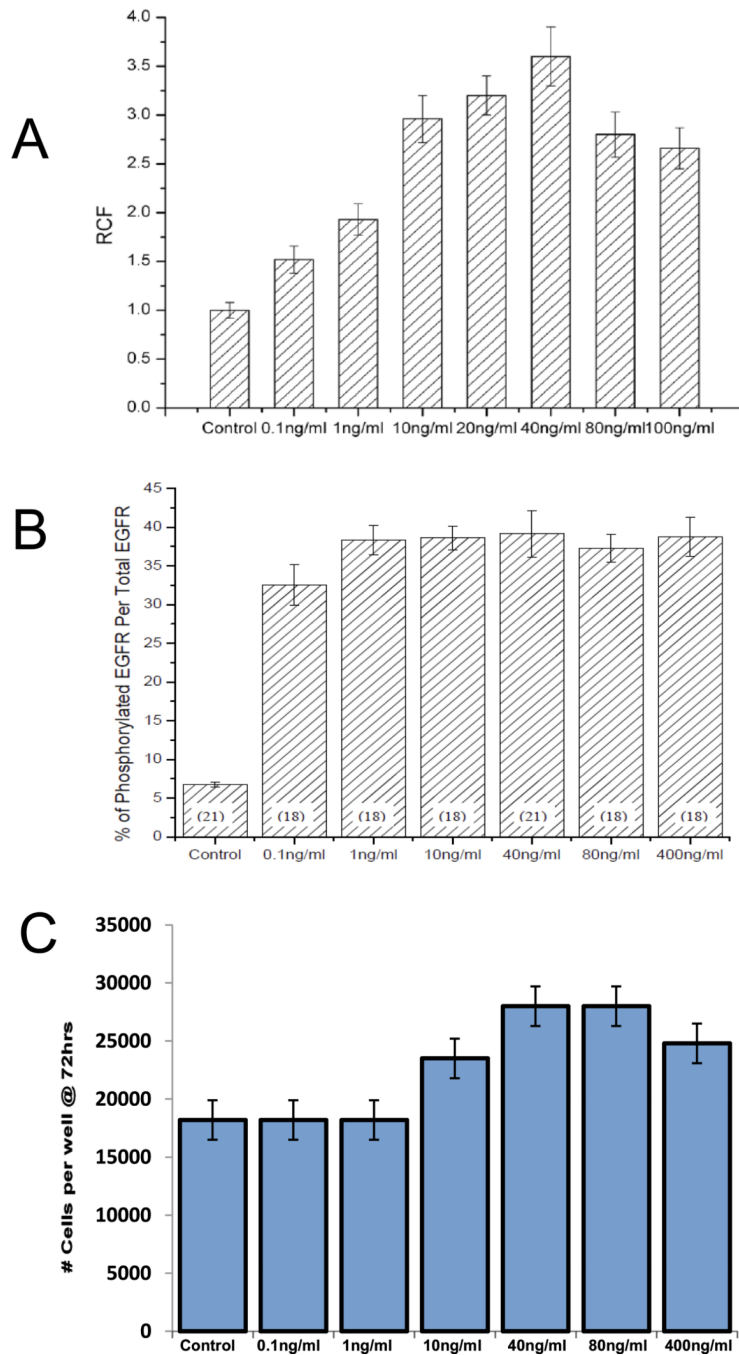 A
RCF
4.0
3.5
3.0
2.5
2.0
1.5
1.0
0.5
0.0
Control 0.1ng/ml 1ng/ml 10ng/ml 20ng/ml 40ng/ml 80ng/ml 100ng/ml
B
% of Phosphorylated EGFR Per Total EGFR
45
40
35
30
25
20
15
10
5
0
(21) (18) (18) (18) (21) (18) (18)
Control 0.1ng/ml 1ng/ml 10ng/ml 40ng/ml 80ng/ml 400ng/ml
C
# Cells per well @ 72hrs
35000
30000
25000
20000
15000
10000
5000
0
Control 0.1ng/ml 1ng/ml 10ng/ml 40ng/ml 80ng/ml 400ng/ml